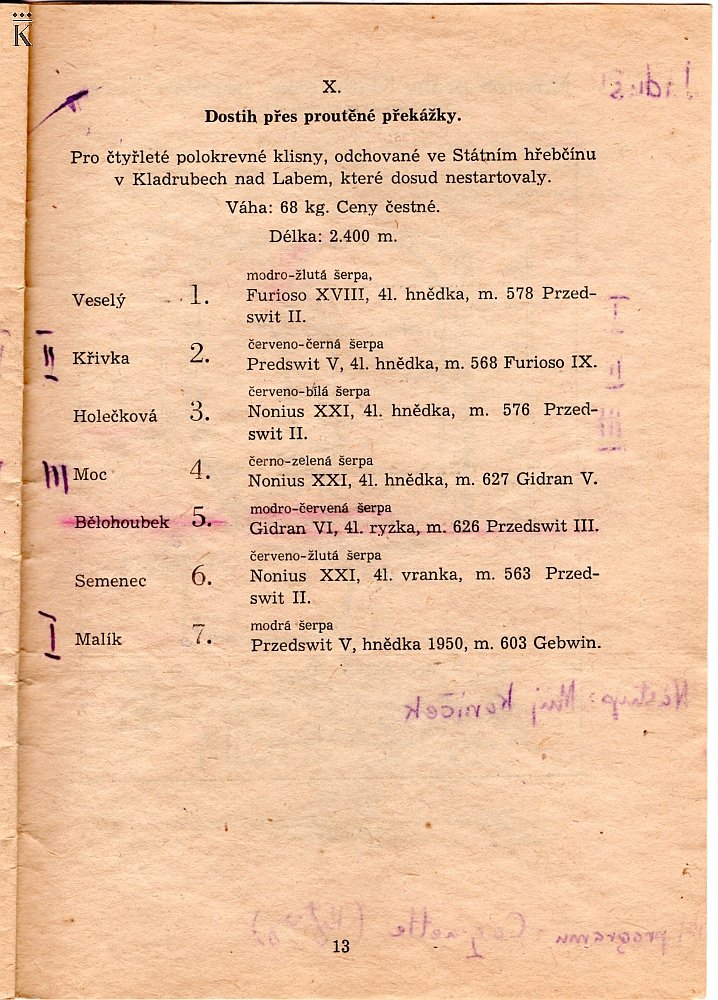 K
X.
Dostih přes proutěné překážky.
Pro čtyřleté polokrevné klisny, odchované ve Státním hřebčínu
v Kladrubech nad Labem, které dosud nestartovaly.
Váha: 68 kg. Ceny čestné.
Délka: 2.400 m.
modro-žlutá šerpa,
Veselý 1. Furioso XVIII, 4l. hnědka, m. 578 Przed-
swit II.
červeno-černá šerpa
II Křivka 2. Predswit V, 4l. hnědka, m. 568 Furioso IX.
červeno-bílá šerpa
Holečková 3. Nonius XXI, 4l. hnědka, m. 576 Przed-
swit II.
černo-zelená šerpa
III Moc 4. Nonius XXI, 4l. hnědka, m. 627 Gidran V.
modro-červená šerpa
Bělohoubek 5. Gidran VI, 4l. ryzka, m. 626 Przedswit III.
červeno-žlutá šerpa
Semenec 6. Nonius XXI, 4l. vranka, m. 563 Przed-
swit II.
modrá šerpa
I Malík 7. Przedswit V, hnědka 1950, m. 603 Gebwin.
13